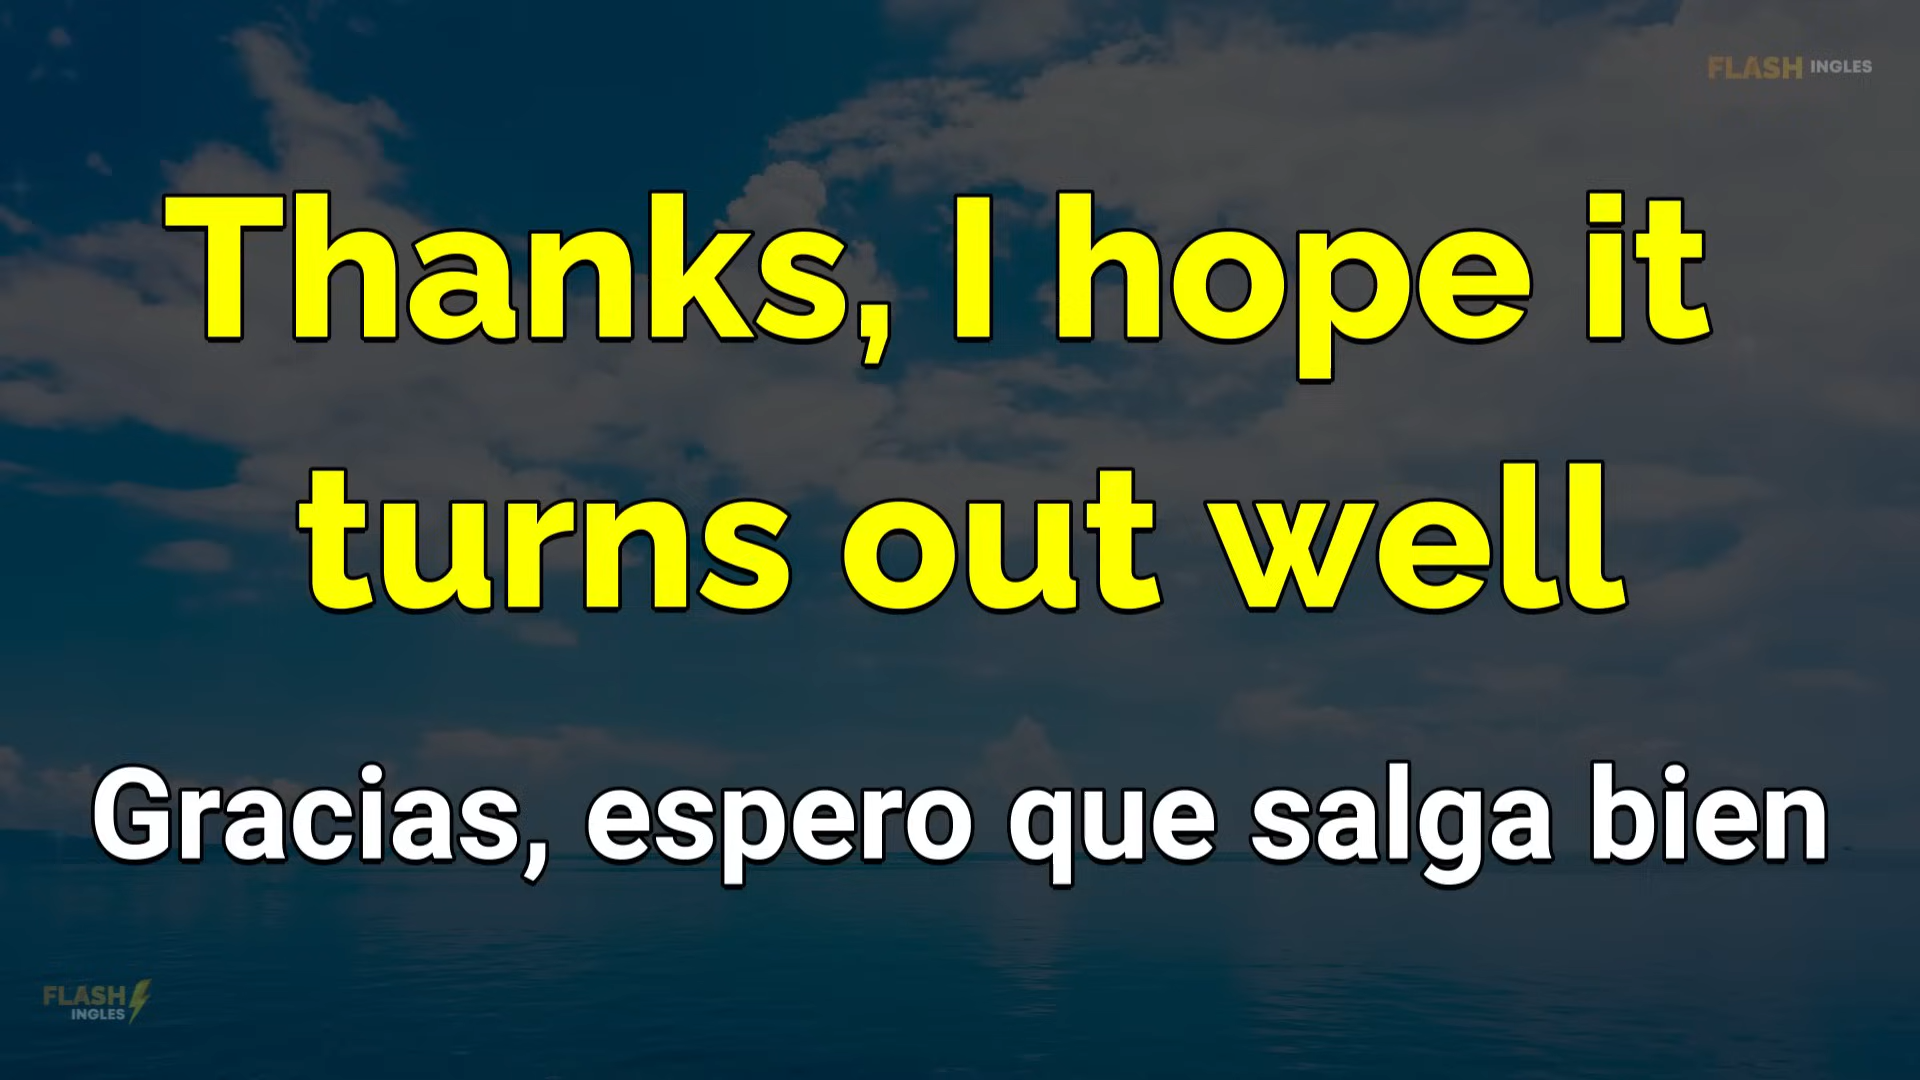 FLASH INGLES
Thanks, I hope it
turns out well
Gracias, espero que salga bien
FLASH
INGLES